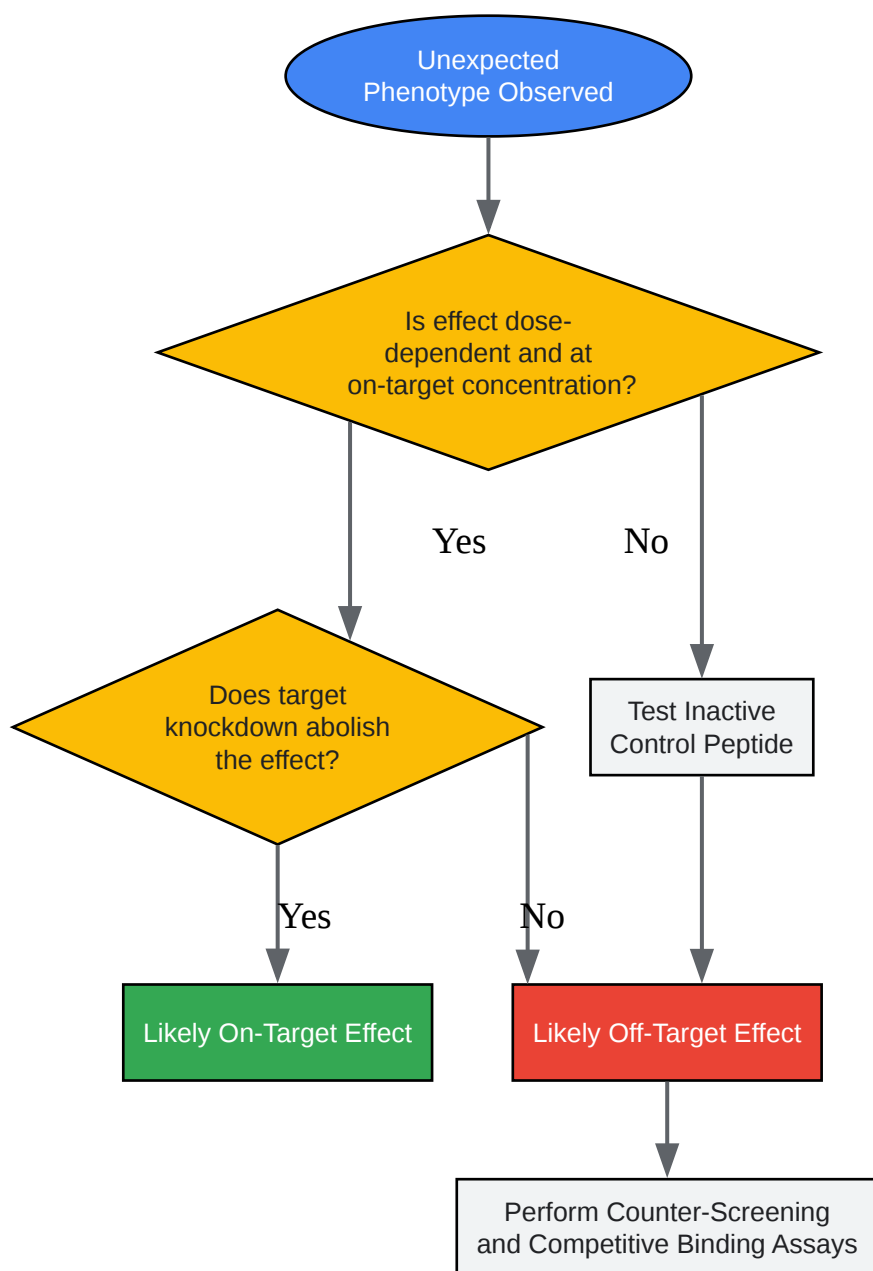 Unexpected
Phenotype Observed
Is effect dose-
dependent and at
on-target concentration?
Yes
No
Does target
knockdown abolish
the effect?
Test Inactive
Control Peptide
Yes
No
Likely On-Target Effect
Likely Off-Target Effect
Perform Counter-Screening
and Competitive Binding Assays